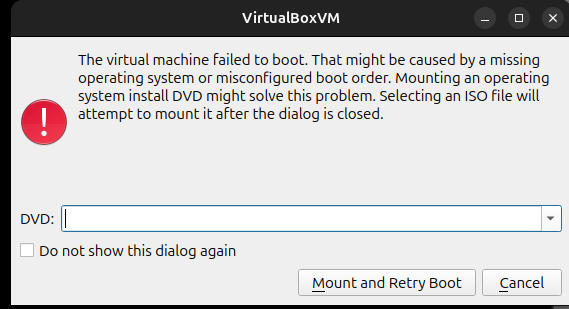 VirtualBoxVM
The virtual machine failed to boot. That might be caused by a missing
operating system or misconfigured boot order. Mounting an operating
system install DVD might solve this problem. Selecting an ISO file will
attempt to mount it after the dialog is closed.
DVD:
Do not show this dialog again
Mount and Retry Boot
Cancel